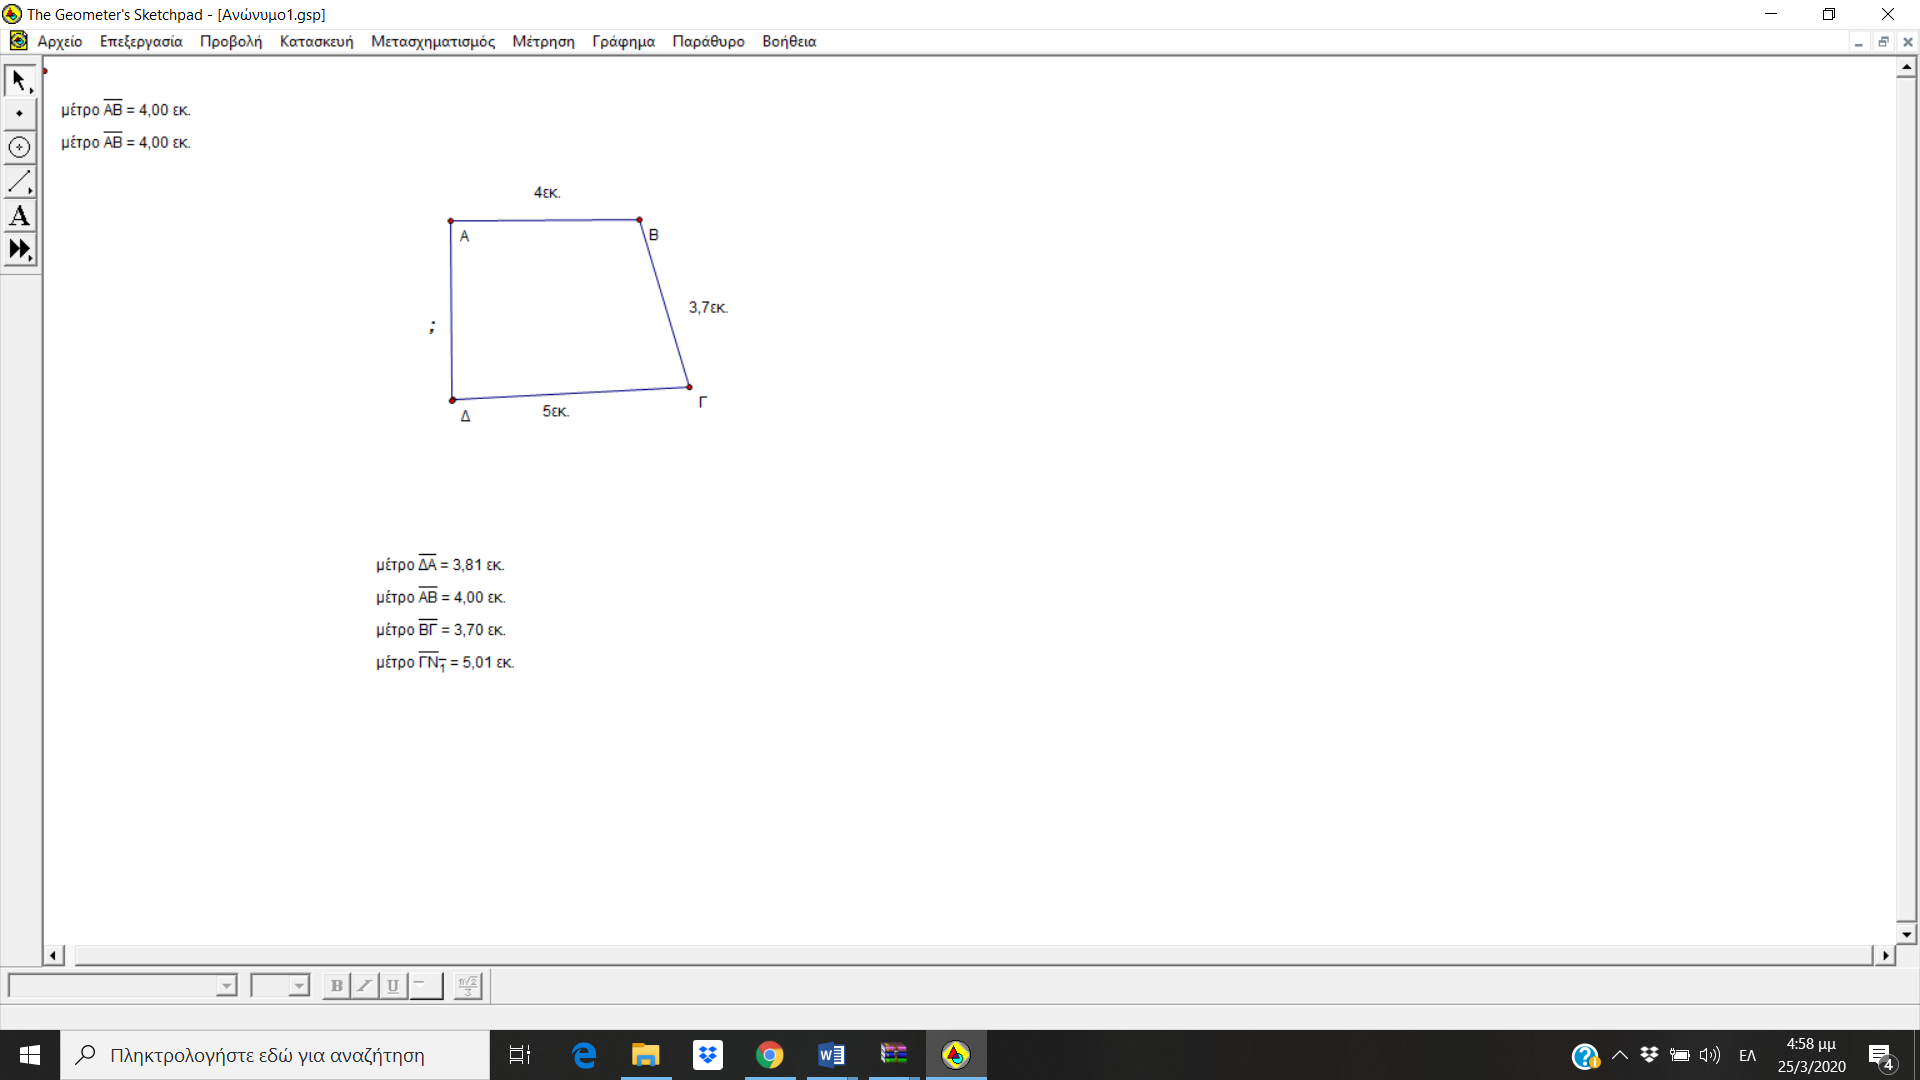 The Geometer's Sketchpad - [Ανώνυμο1.gsp]
Αρχείο Επεξεργασία Προβολή Κατασκευή Μετασχηματισμός Μέτρηση Γράφημα Παράθυρο Βοήθεια
A
μέτρο AB = 4,00 εκ.
μέτρο AB = 4,00 εκ.
4εκ.
A
B
3,7εκ.
;
Δ
5εκ.
Γ
μέτρο ΔA = 3,81 εκ.
μέτρο AB = 4,00 εκ.
μέτρο BΓ = 3,70 εκ.
μέτρο ΓN1 = 5,01 εκ.
B I U
Πληκτρολογήστε εδώ για αναζήτηση
ΕΛ
4:58 μμ
25/3/2020
4